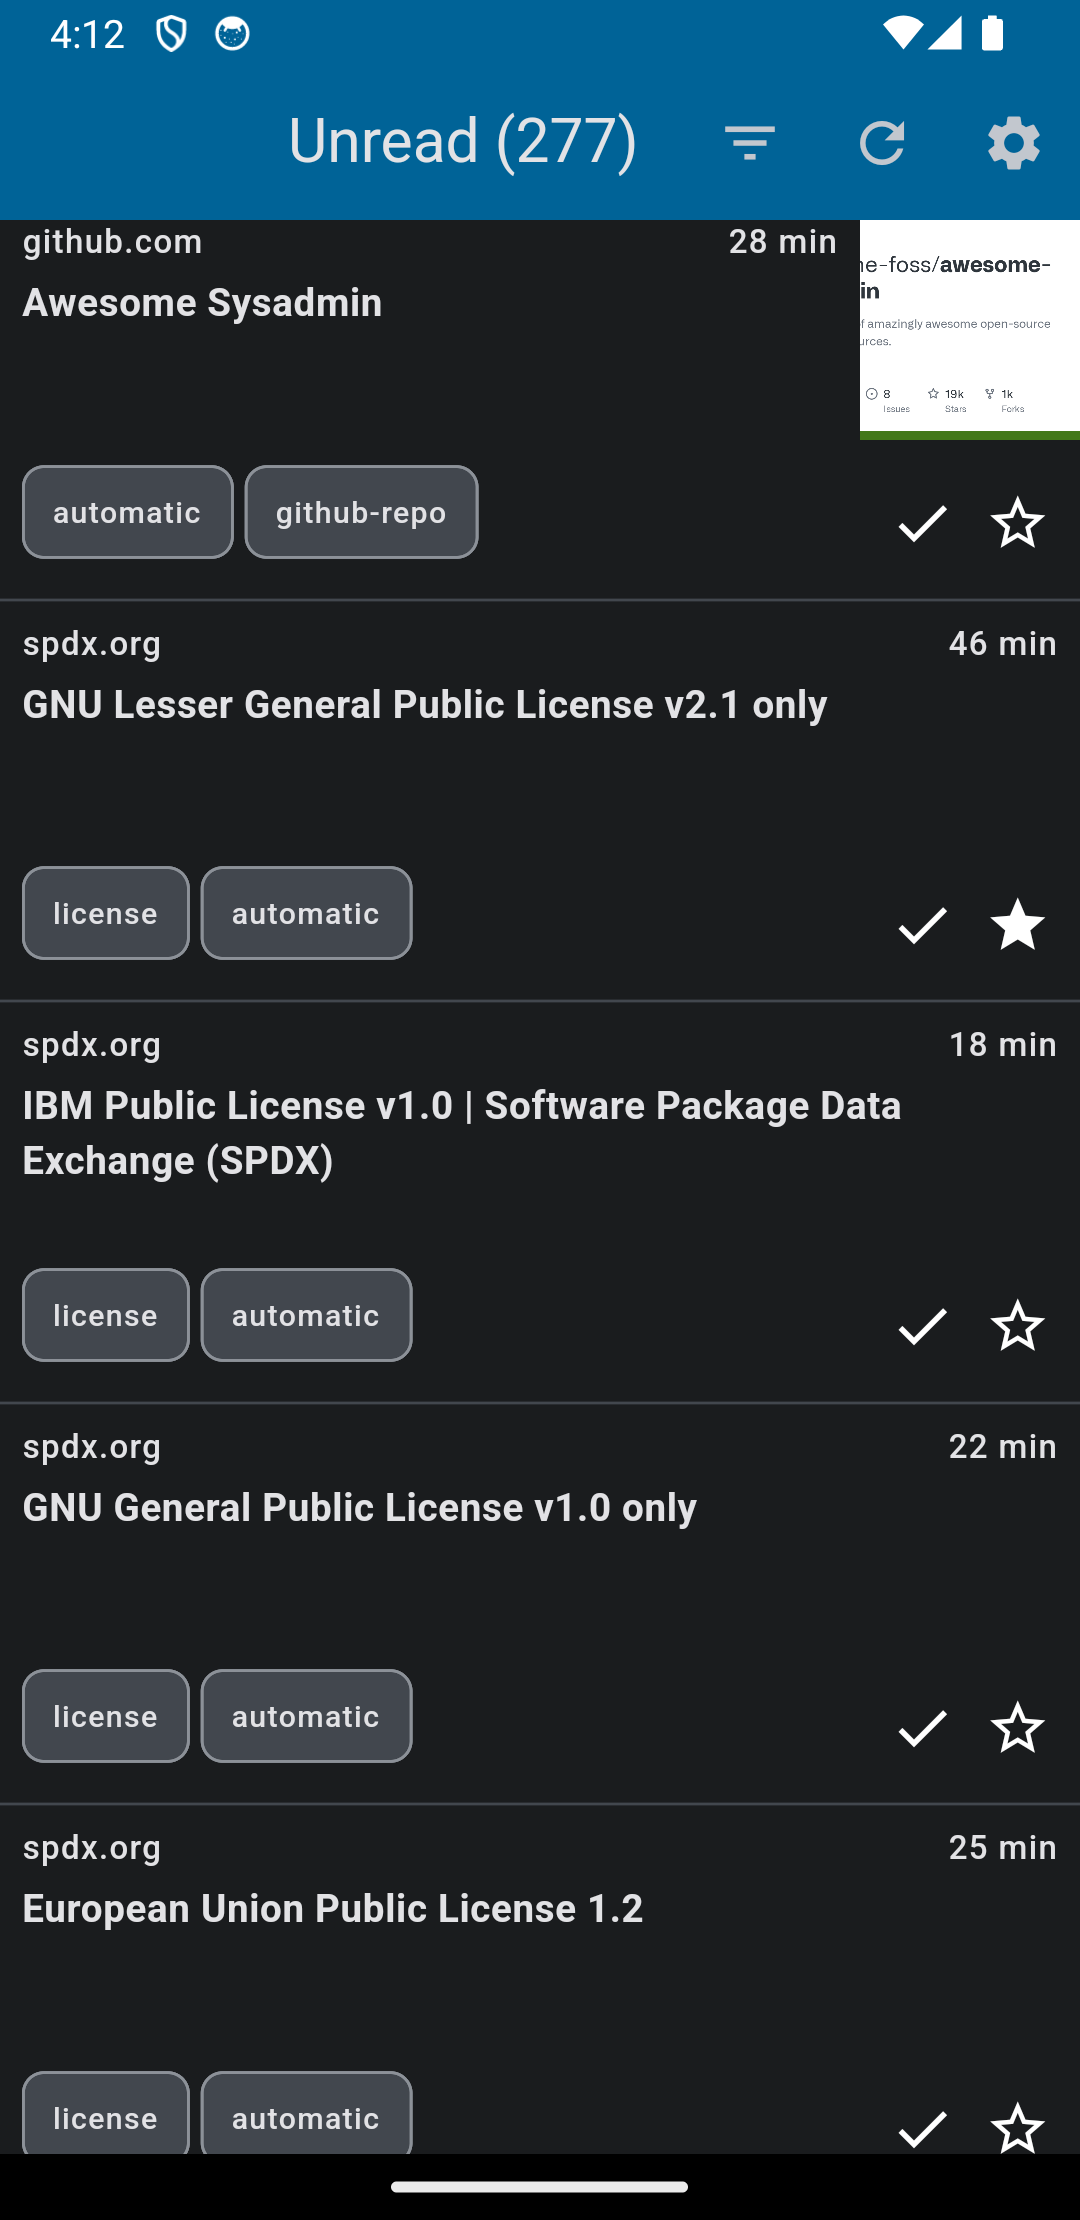 4:12
Unread (277)
github.com
28 min
Awesome Sysadmin
ne-foss/awesome-
in
f amazingly awesome open-source
urces.
8
19k
1k
Issues
Stars
Forks
automatic
github-repo
spdx.org
46 min
GNU Lesser General Public License v2.1 only
license
automatic
spdx.org
18 min
IBM Public License v1.0 | Software Package Data
Exchange (SPDX)
license
automatic
spdx.org
22 min
GNU General Public License v1.0 only
license
automatic
spdx.org
25 min
European Union Public License 1.2
license
automatic